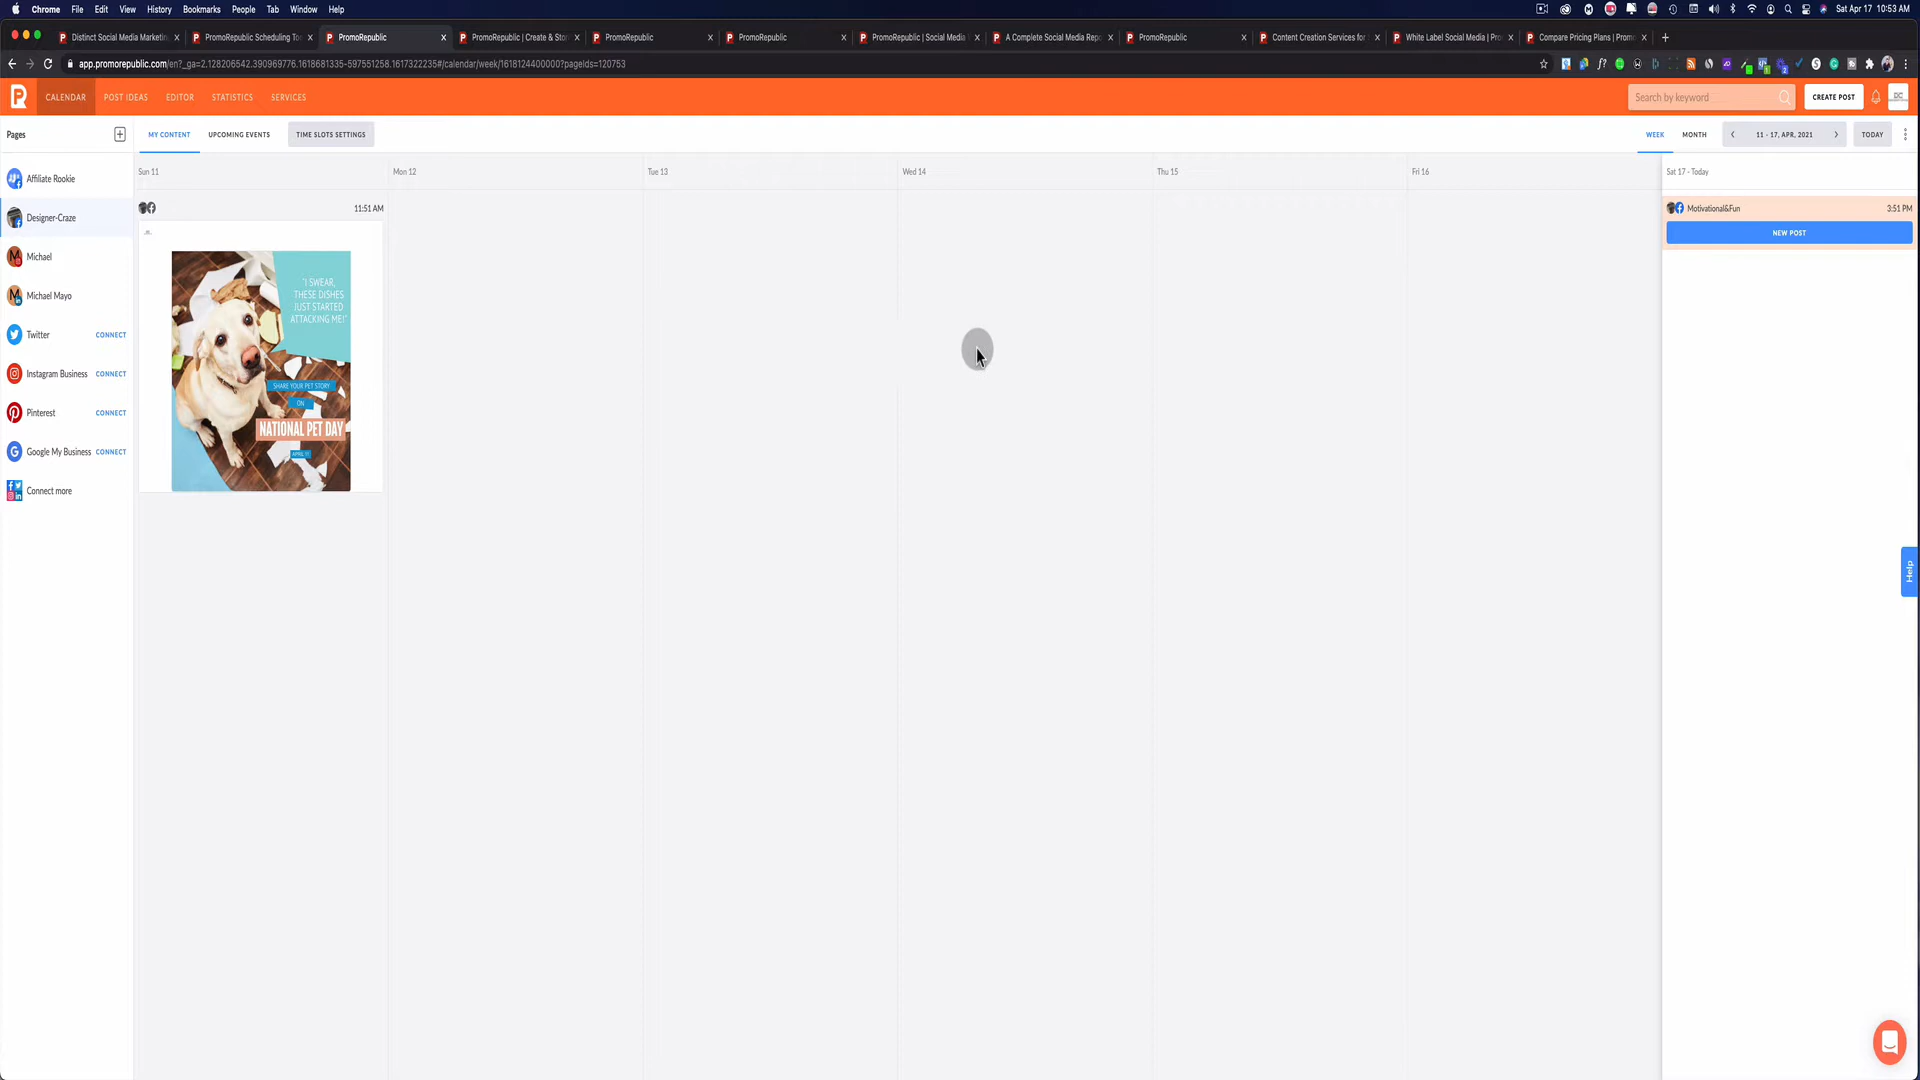 Chrome File Edit View History Bookmarks People Tab Window Help
Sat Apr 17 10:53 AM
Distinct Social Media Marketin
PromoRepublic Scheduling To
PromoRepublic
PromoRepublic | Create & Sto
PromoRepublic
PromoRepublic
PromoRepublic | Social Media
A Complete Social Media Rep
PromoRepublic
Content Creation Services for
White Label Social Media | Pro
Compare Pricing Plans | Promo
app.promorepublic.com/en?_ga=2.128206542.390969776.1618681335-597551258.1617322235#/calendar/week/1618124400000?pageIds=120753
CALENDAR POST IDEAS EDITOR STATISTICS SERVICES
Search by keyword
CREATE POST
Pages
MY CONTENT UPCOMING EVENTS TIME SLOTS SETTINGS
WEEK MONTH
11 - 17, APR, 2021
TODAY
Sun 11 Mon 12 Tue 13 Wed 14 Thu 15 Fri 16 Sat 17 - Today
Affiliate Rookie
Designer-Craze
Michael
Michael Mayo
Twitter CONNECT
Instagram Business CONNECT
Pinterest CONNECT
Google My Business CONNECT
Connect more
11:51 AM
"I SWEAR,
THESE DISHES
JUST STARTED
ATTACKING ME!"
SHARE YOUR PET STORY
ON
NATIONAL PET DAY
APRIL 11
Motivational&Fun 3:51 PM
NEW POST
Help